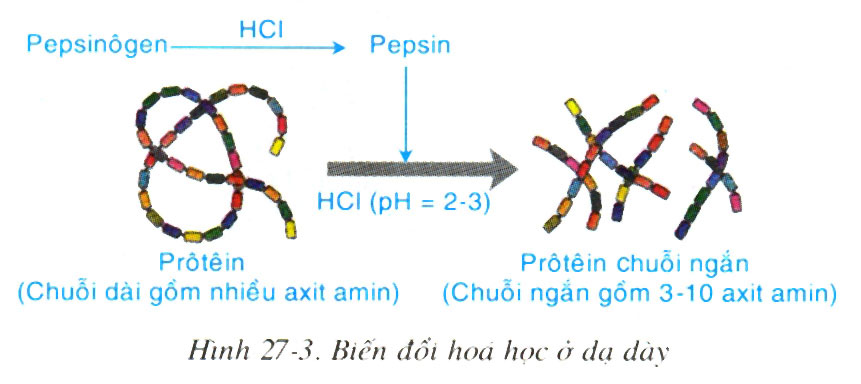 HCl
Pepsinôgen Pepsin
HCl (pH = 2-3)
Prôtêin Prôtêin chuỗi ngắn
(Chuỗi dài gồm nhiều axit amin) (Chuỗi ngắn gồm 3-10 axit amin)
Hình 27-3. Biến đổi hoá học ở dạ dày